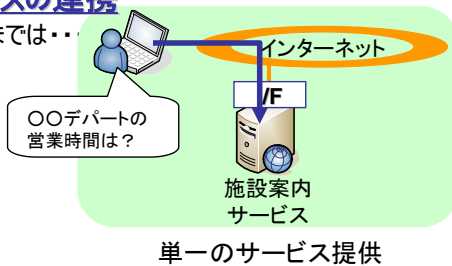 スの連携
までは・・・
インターネット
I/F
〇〇デパートの
営業時間は？
施設案内
サービス
単一のサービス提供